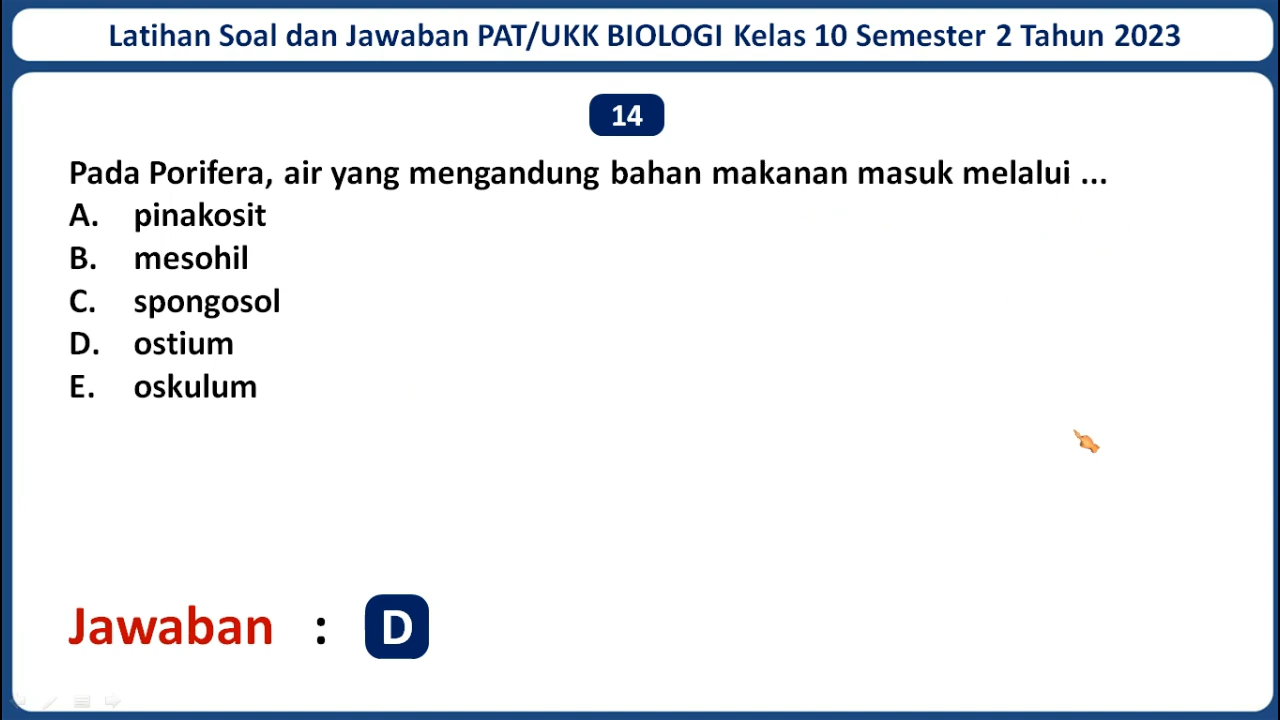 Latihan Soal dan Jawaban PAT/UKK BIOLOGI Kelas 10 Semester 2 Tahun 2023
14
Pada Porifera, air yang mengandung bahan makanan masuk melalui ...
A. pinakosit
B. mesohil
C. spongosol
D. ostium
E. oskulum
Jawaban : D